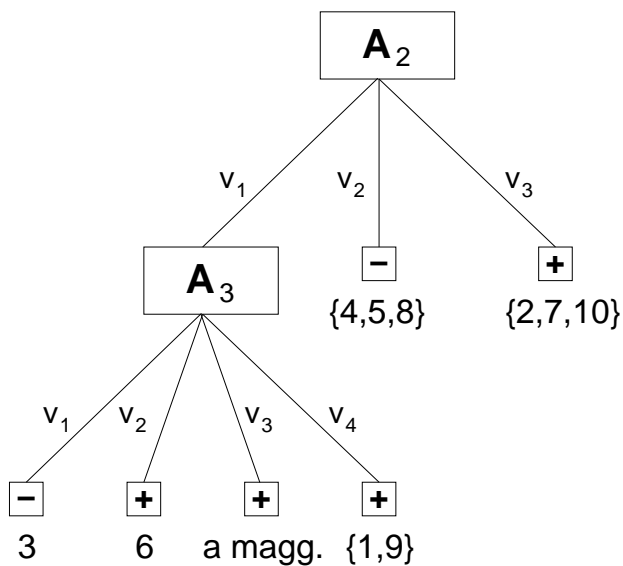 A₂
v₁ v₂ v₃
A₃ − +
{4,5,8} {2,7,10}
v₁ v₂ v₃ v₄
− + + +
3 6 a magg. {1,9}